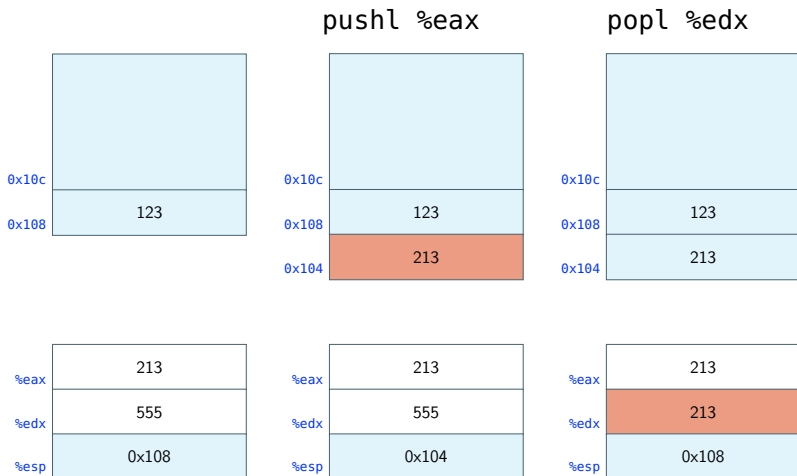 pushl %eax popl %edx
0x10c 0x10c 0x10c
123 123 123
0x108 0x108 0x108
213 213
0x104 0x104
213 213 213
%eax %eax %eax
555 555 213
%edx %edx %edx
0x108 0x104 0x108
%esp %esp %esp